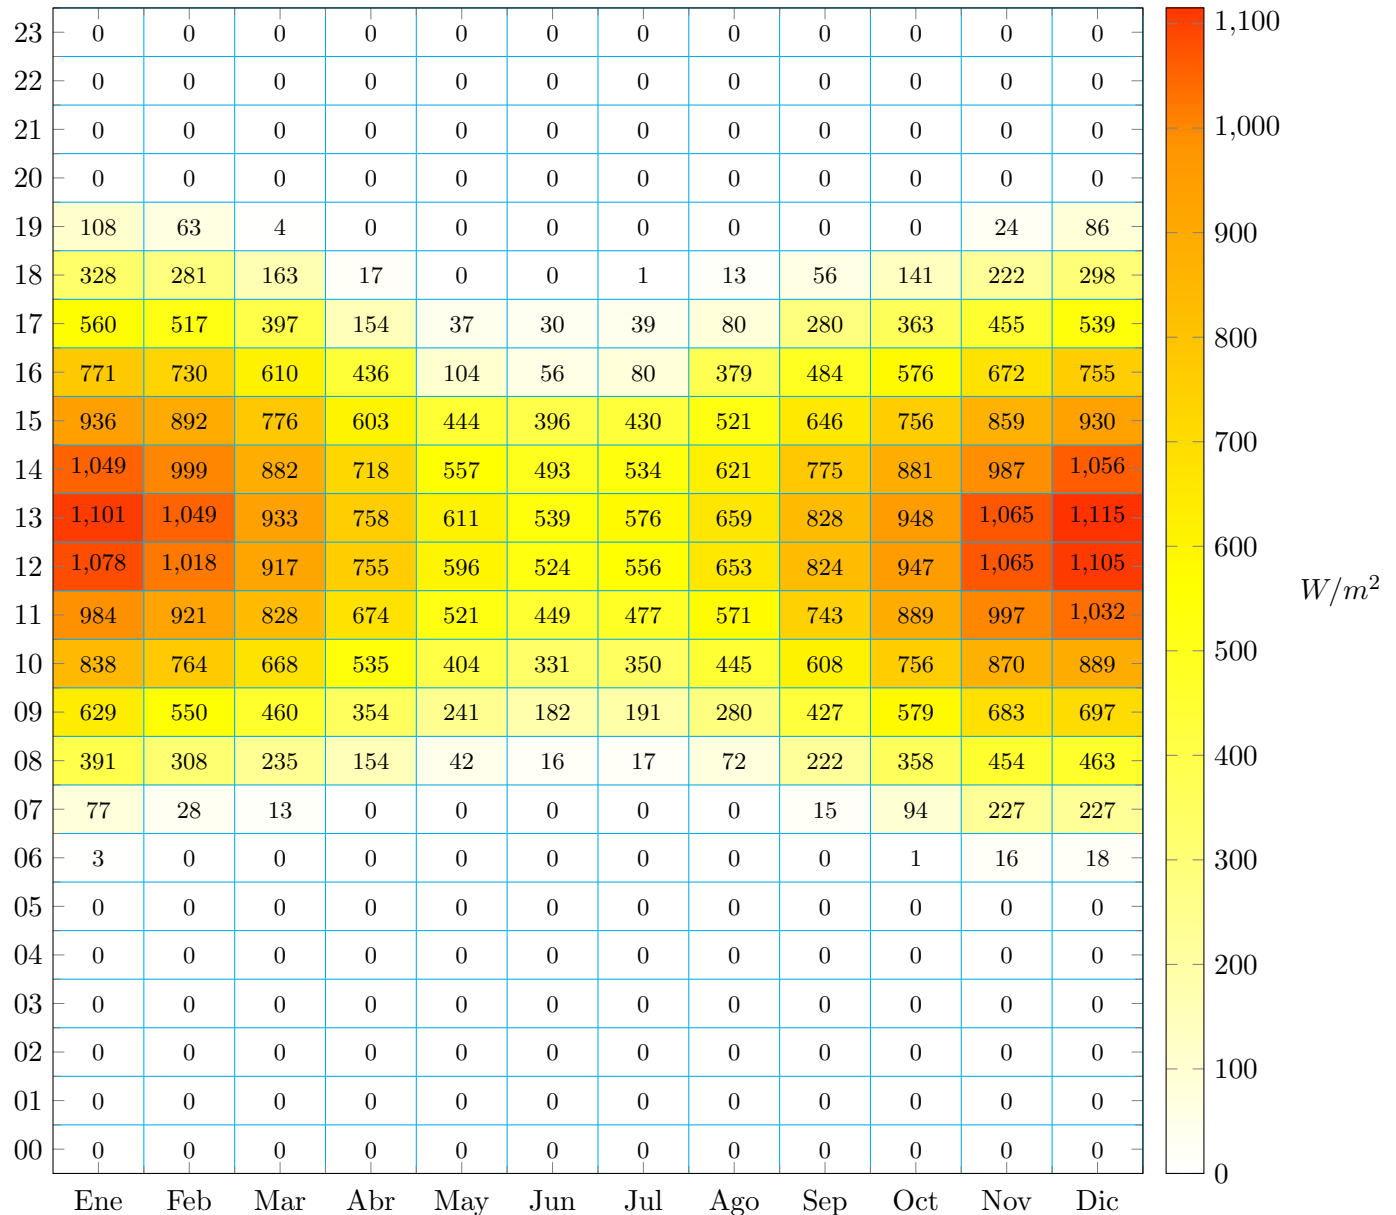 23 0 0 0 0 0 0 0 0 0 0 0 0 1,100
22 0 0 0 0 0 0 0 0 0 0 0 0
21 0 0 0 0 0 0 0 0 0 0 0 0 1,000
20 0 0 0 0 0 0 0 0 0 0 0 0
19 108 63 4 0 0 0 0 0 0 0 24 86 900
18 328 281 163 17 0 0 1 13 56 141 222 298
17 560 517 397 154 37 30 39 80 280 363 455 539 800
16 771 730 610 436 104 56 80 379 484 576 672 755
15 936 892 776 603 444 396 430 521 646 756 859 930 700
14 1,049 999 882 718 557 493 534 621 775 881 987 1,056
13 1,101 1,049 933 758 611 539 576 659 828 948 1,065 1,115 600
12 1,078 1,018 917 755 596 524 556 653 824 947 1,065 1,105
W/m²
11 984 921 828 674 521 449 477 571 743 889 997 1,032
10 838 764 668 535 404 331 350 445 608 756 870 889 500
09 629 550 460 354 241 182 191 280 427 579 683 697
08 391 308 235 154 42 16 17 72 222 358 454 463 400
07 77 28 13 0 0 0 0 0 15 94 227 227
06 3 0 0 0 0 0 0 0 0 1 16 18 300
05 0 0 0 0 0 0 0 0 0 0 0 0
04 0 0 0 0 0 0 0 0 0 0 0 0 200
03 0 0 0 0 0 0 0 0 0 0 0 0
02 0 0 0 0 0 0 0 0 0 0 0 0 100
01 0 0 0 0 0 0 0 0 0 0 0 0
00 0 0 0 0 0 0 0 0 0 0 0 0 0
Ene Feb Mar Abr May Jun Jul Ago Sep Oct Nov Dic